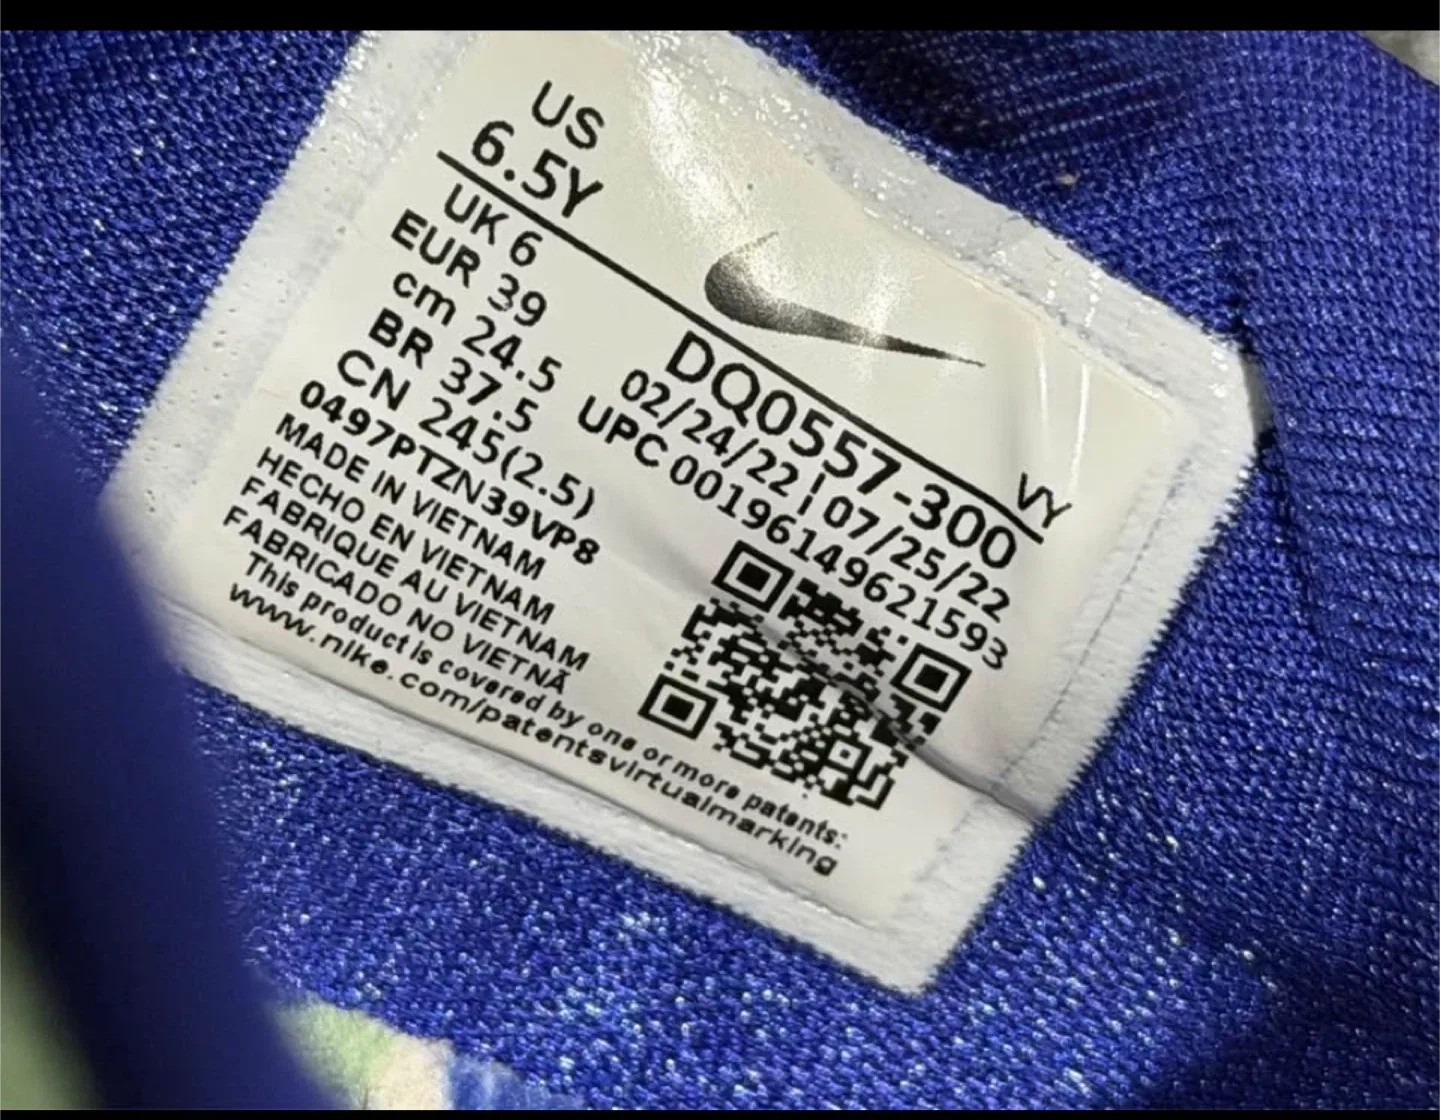 US
6.5Y
UK 6
EUR 39
cm 24.5
BR 37.5
CN 245(2.5)
0497PTZN39VP8
MADE IN VIETNAM
HECHO EN VIETNAM
FABRIQUE AU VIETNAM
FABRICADO NO VIETNÃ
This product is covered by one or more patents:
www.nike.com/patentsvirtualmarking
VY
DQ0557-300
02/24/22 | 07/25/22
UPC 00196149621593